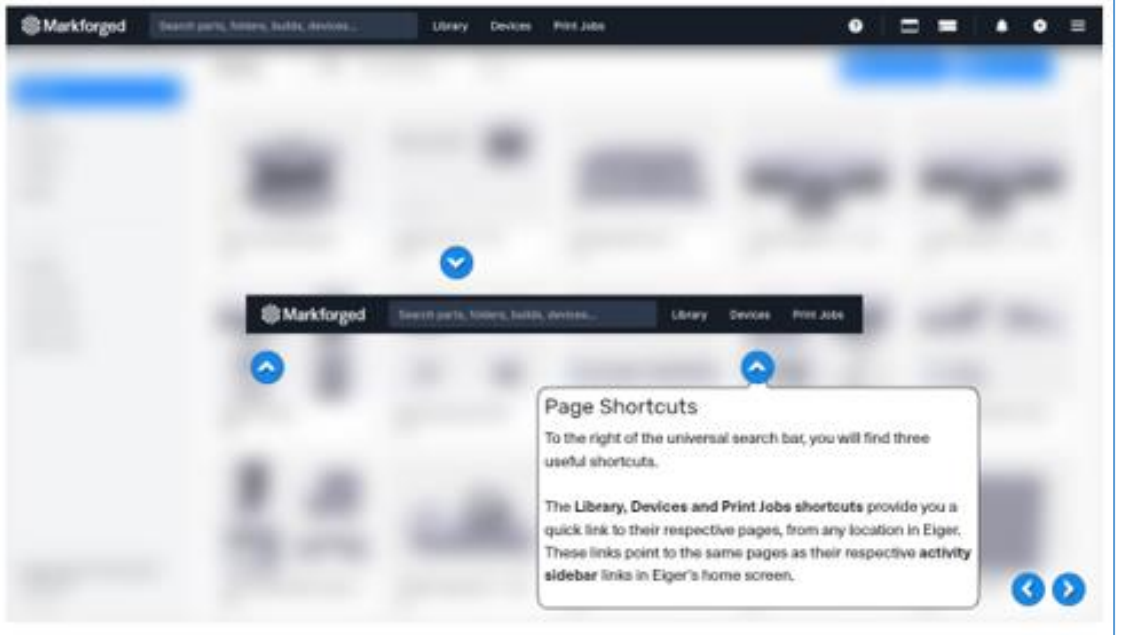 Markforged Search parts, folders, builds, devices... Library Devices Print Jobs
Markforged Search parts, folders, builds, devices... Library Devices Print Jobs
Page Shortcuts
To the right of the universal search bar, you will find three
useful shortcuts.
The Library, Devices and Print Jobs shortcuts provide you a
quick link to their respective pages, from any location in Eiger.
These links point to the same pages as their respective activity
sidebar links in Eiger's home screen.